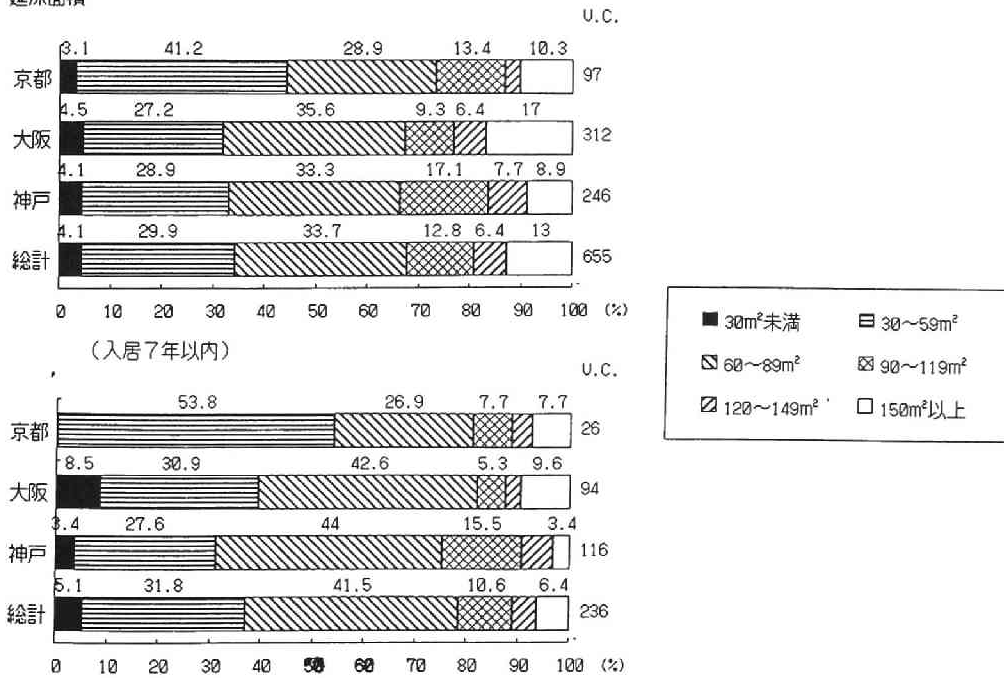 U.C.
3.1 41.2 28.9 13.4 10.3
京都 97
4.5 27.2 35.6 9.3 6.4 17
大阪 312
4.1 28.9 33.3 17.1 7.7 8.9
神戸 246
4.1 29.9 33.7 12.8 6.4 13
総計 655
0 10 20 30 40 50 60 70 80 90 100 (%)
(入居7年以内)
U.C.
53.8 26.9 7.7 7.7
京都 26
8.5 30.9 42.6 5.3 9.6
大阪 94
3.4 27.6 44 15.5 3.4
神戸 116
5.1 31.8 41.5 10.6 6.4
総計 236
0 10 20 30 40 50 60 70 80 90 100 (%)
30m²未満 30~59m²
60~89m² 90~119m²
120~149m² 150m²以上